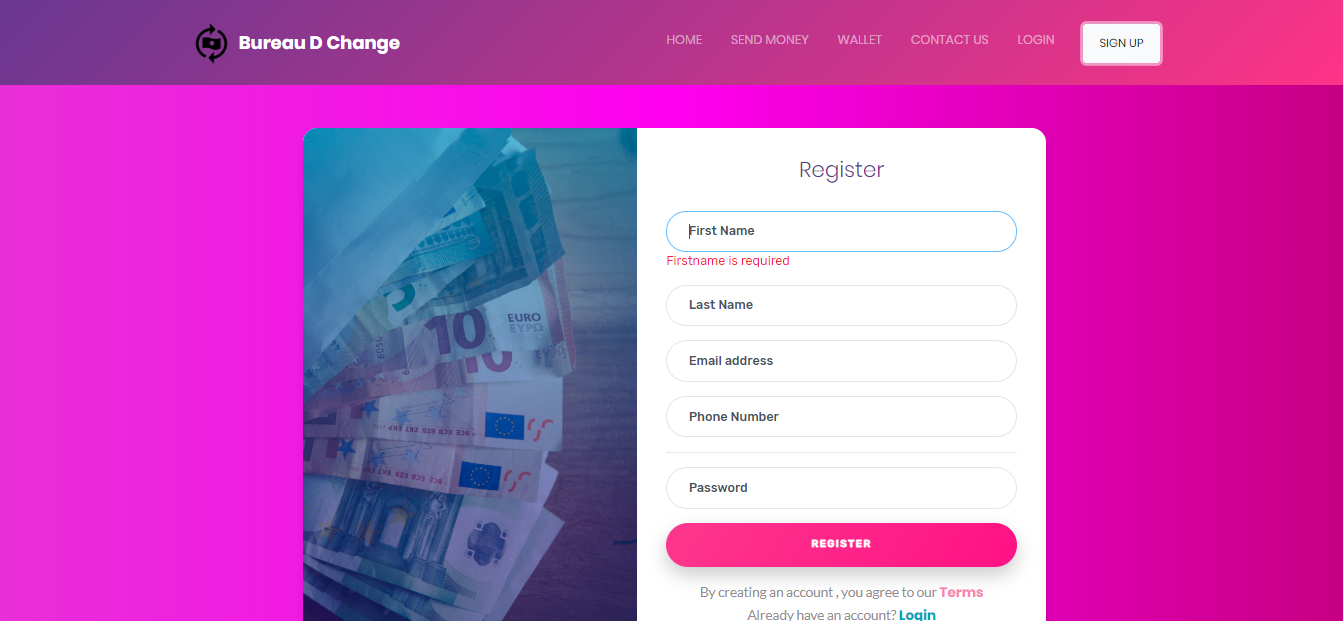 Bureau D Change
HOME SEND MONEY WALLET CONTACT US LOGIN SIGN UP
Register
First Name
Firstname is required
Last Name
Email address
Phone Number
Password
REGISTER
By creating an account , you agree to our Terms
Already have an account? Login
10 EURO
ΕΥΡΩ
10